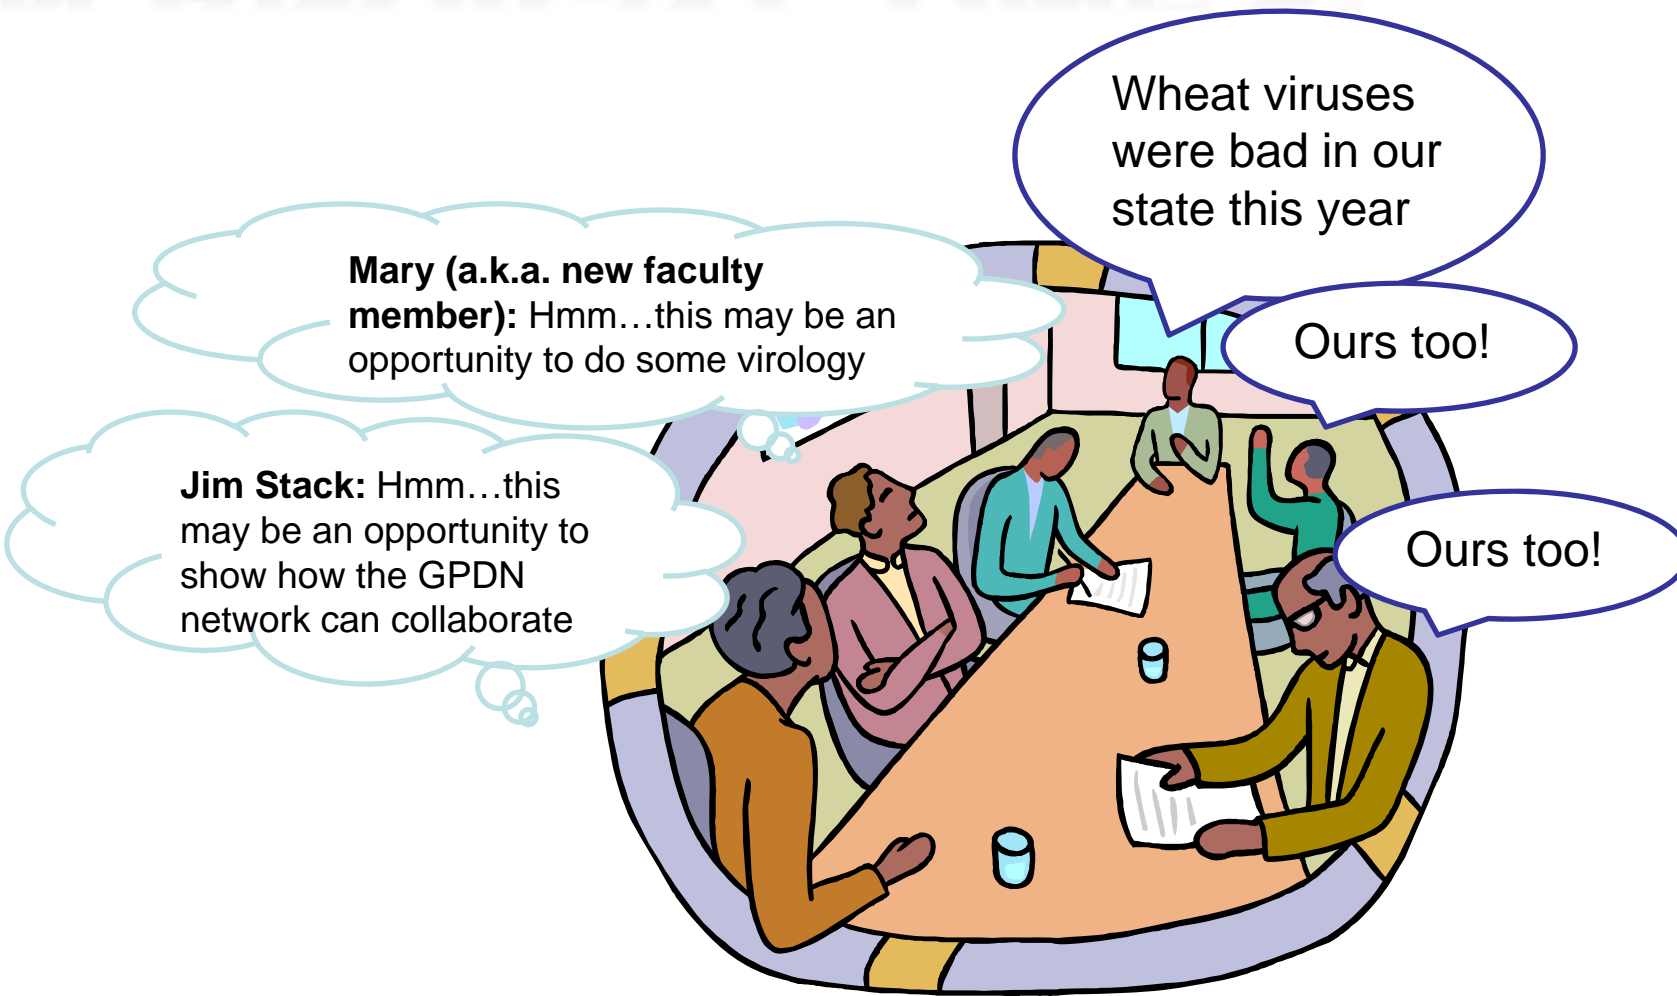 Wheat viruses
were bad in our
state this year
Ours too!
Ours too!
Mary (a.k.a. new faculty
member): Hmm…this may be an
opportunity to do some virology
Jim Stack: Hmm…this
may be an opportunity to
show how the GPDN
network can collaborate